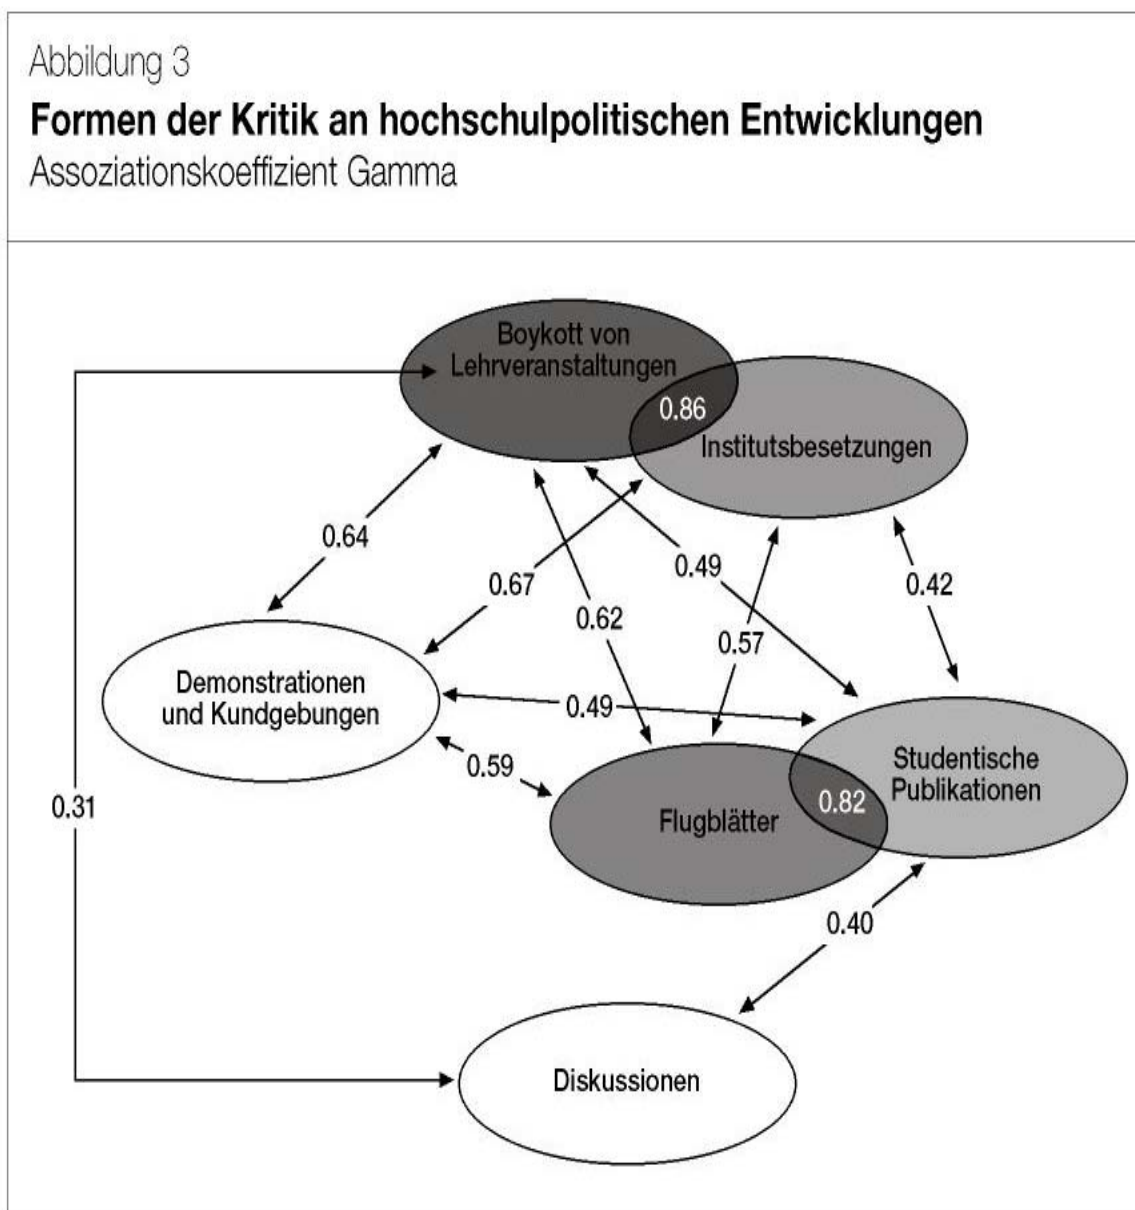 Abbildung 3
Formen der Kritik an hochschulpolitischen Entwicklungen
Assoziationskoeffizient Gamma
Boykott von
Lehrveranstaltungen
0.86
Institutsbesetzungen
0.64
0.67
0.62
0.49
0.57
0.42
Demonstrationen
und Kundgebungen
0.49
0.59
Studentische
Publikationen
0.82
Flugblätter
0.31
0.40
Diskussionen